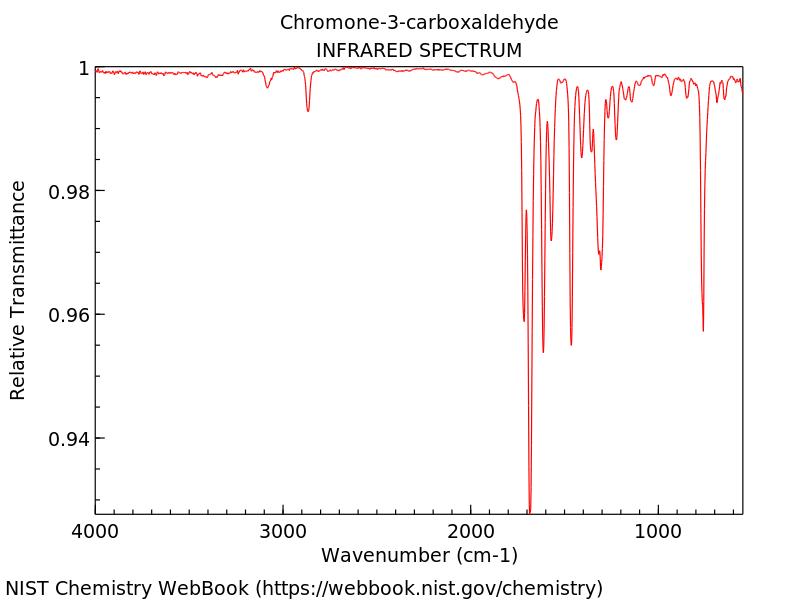 Chromone-3-carboxaldehyde
INFRARED SPECTRUM
1
0.98
0.96
0.94
Relative Transmittance
4000 3000 2000 1000
Wavenumber (cm-1)
NIST Chemistry WebBook (https://webbook.nist.gov/chemistry)